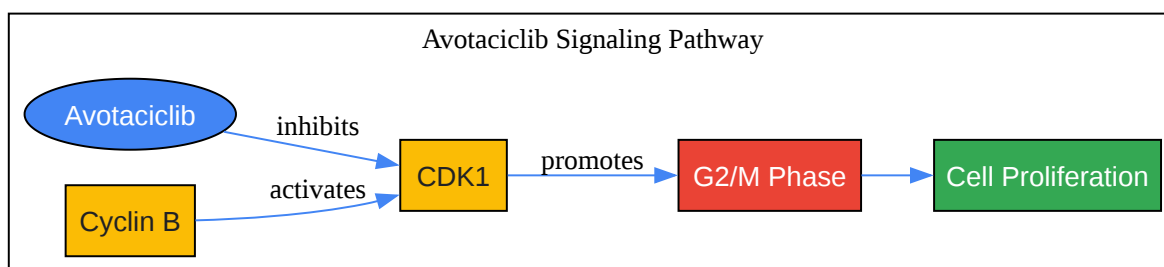 Avotaciclib Signaling Pathway
Avotaciclib
inhibits
activates
Cyclin B
CDK1
promotes
G2/M Phase
Cell Proliferation